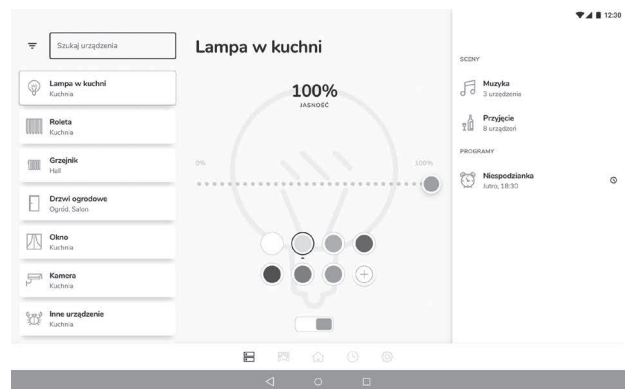 12:30
Szukaj urządzenia
Lampa w kuchni
Kuchnia
Roleta
Kuchnia
Grzejnik
Hall
Drzwi ogrodowe
Ogród, Salon
Okno
Kuchnia
Kamera
Kuchnia
Inne urządzenie
Kuchnia
Lampa w kuchni
100%
JASNOŚĆ
0%
100%
SCENY
Muzyka
3 urządzenia
Przyjęcie
8 urządzeń
PROGRAMY
Niespodzianka
Jutro, 18:30